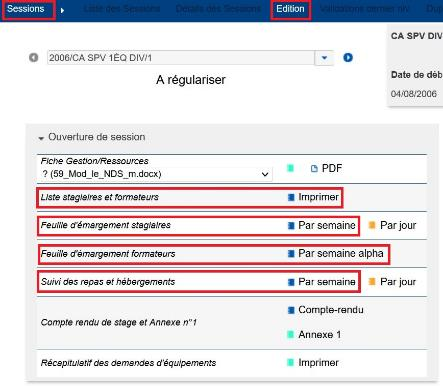 Sessions Liste des Sessions Détails des Sessions Edition Validations dernier niv
CA SPV DIV
2006/CA SPV 1ÈQ DIV/1
A régulariser
Date de déb
04/08/2006
Ouverture de session
Fiche Gestion/Ressources
? (59_Mod_le_NDS_m.docx) PDF
Liste stagiaires et formateurs Imprimer
Feuille d'émargement stagiaires Par semaine Par jour
Feuille d'émargement formateurs Par semaine alpha
Suivi des repas et hébergements Par semaine Par jour
Compte rendu de stage et Annexe n°1 Compte-rendu
Annexe 1
Récapitulatif des demandes d'équipements Imprimer